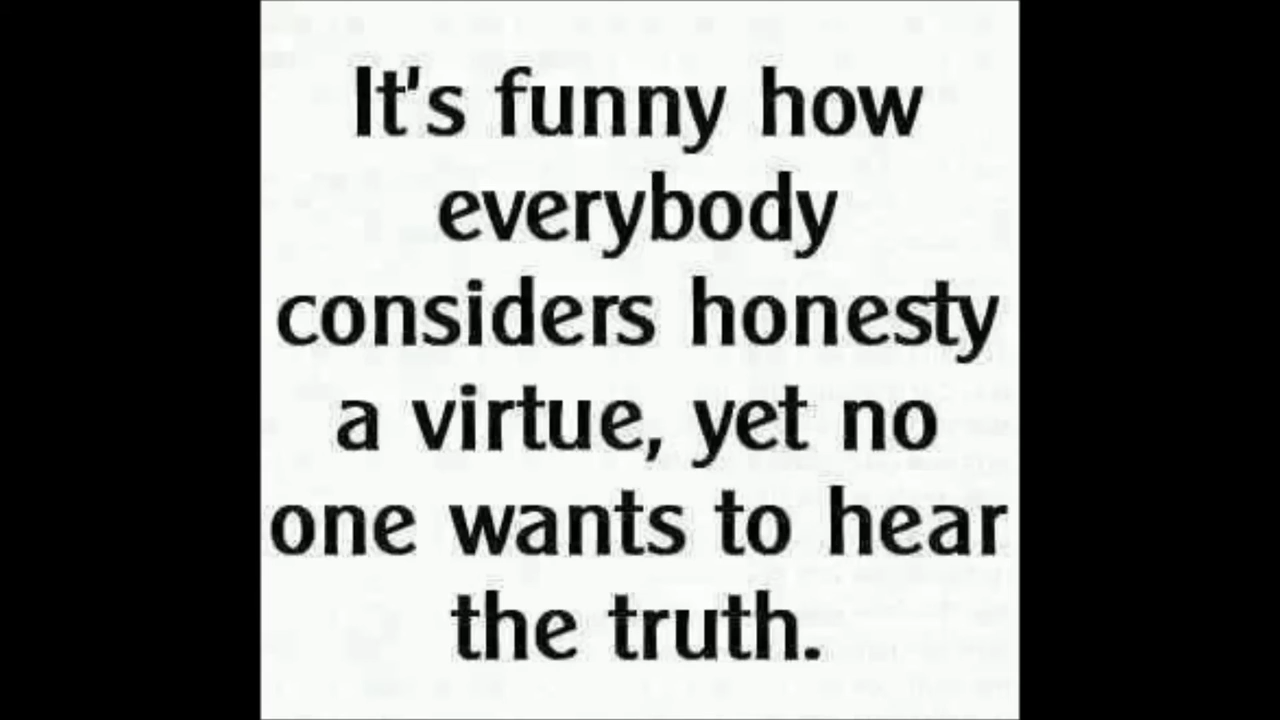 It's funny how
everybody
considers honesty
a virtue, yet no
one wants to hear
the truth.